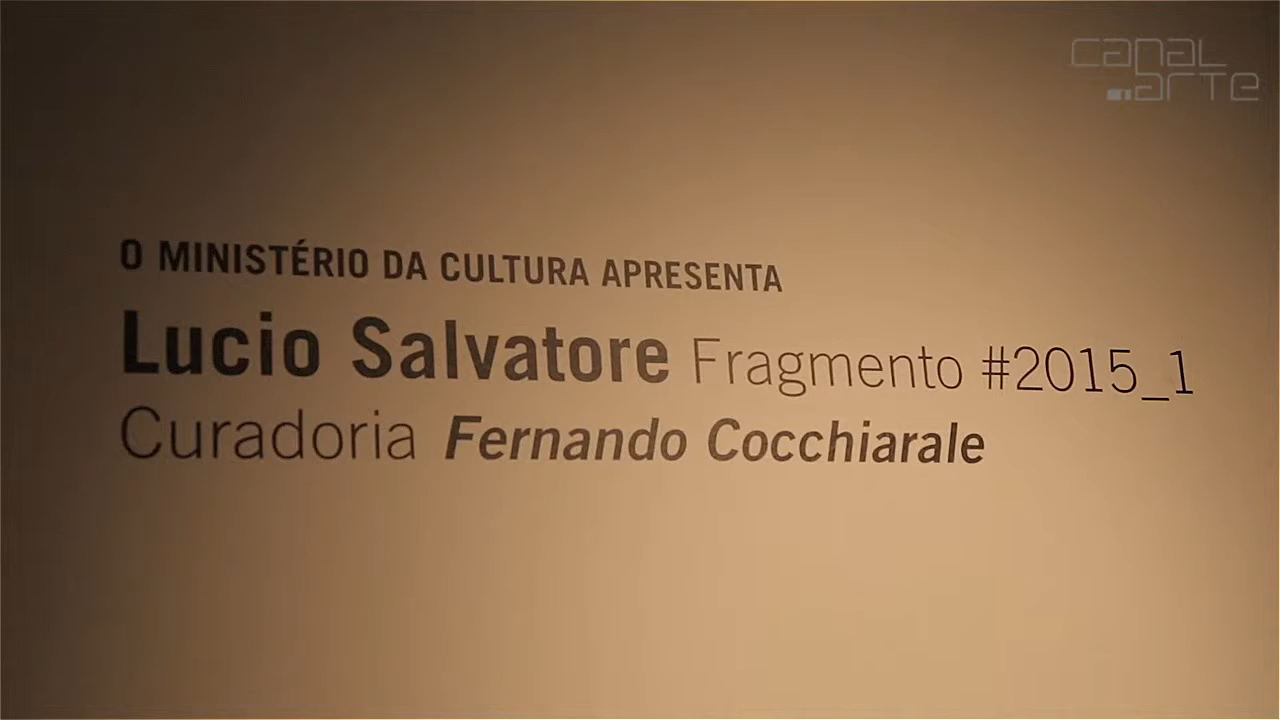 canal
arte
O MINISTÉRIO DA CULTURA APRESENTA
Lucio Salvatore Fragmento #2015_1
Curadoria Fernando Cocchiarale